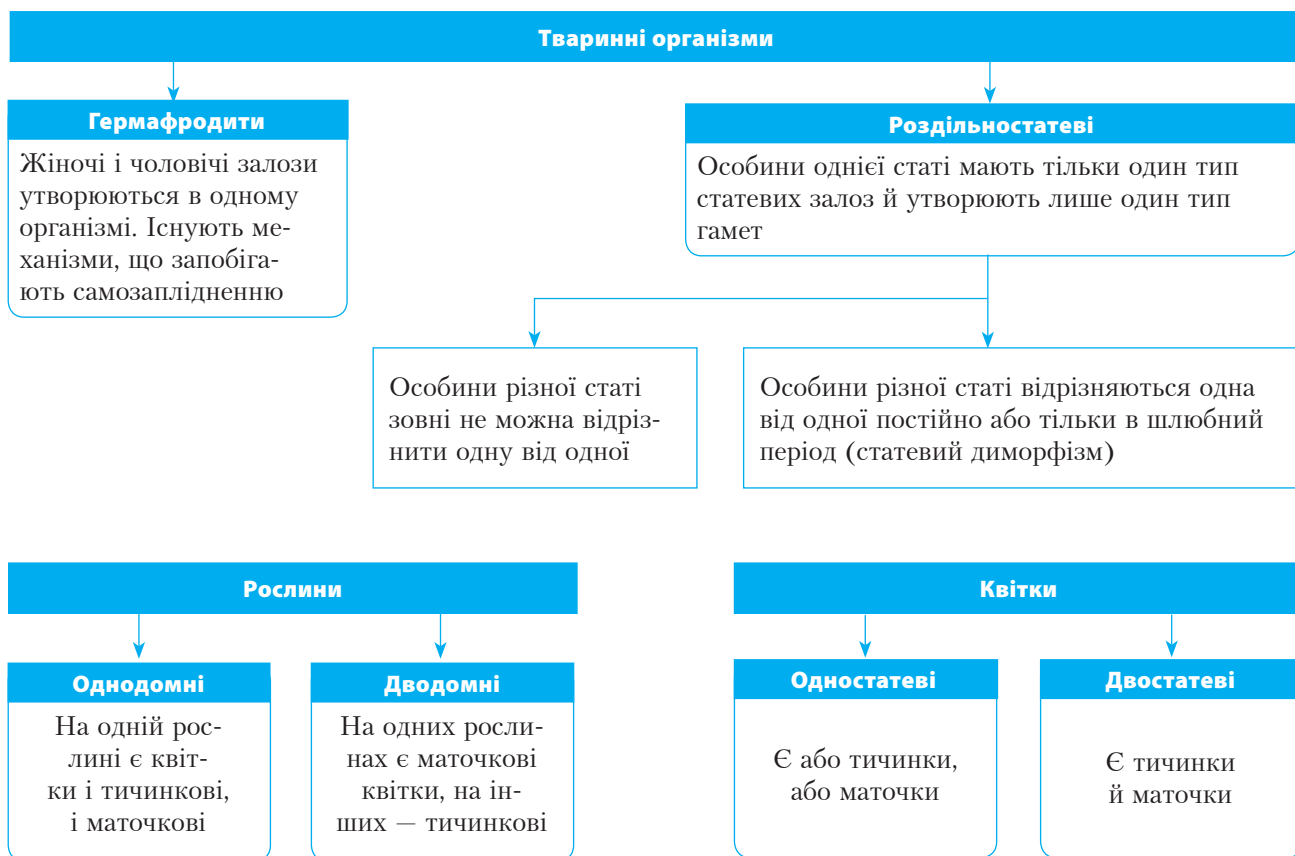 Тваринні організми
Гермафродити
Жіночі і чоловічі залози
утворюються в одному
організмі. Існують ме-
ханізми, що запобіга-
ють самозаплідненню
Роздільностатеві
Особини однієї статі мають тільки один тип
статевих залоз й утворюють лише один тип
гамет
Особини різної статі
зовні не можна відріз-
нити одну від одної
Особини різної статі відрізняються одна
від одної постійно або тільки в шлюбний
період (статевий диморфізм)
Рослини
Однодомні
На одній рос-
лині є квіт-
ки і тичинкові,
і маточкові
Дводомні
На одних росли-
нах є маточкові
квітки, на ін-
ших — тичинкові
Квітки
Одностатеві
Є або тичинки,
або маточки
Двостатеві
Є тичинки
й маточки